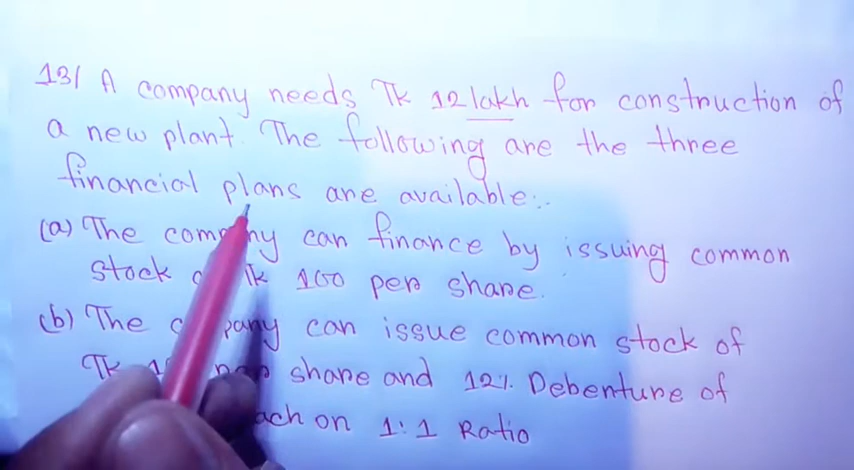 13/ A company needs Tk 12 lakh for construction of
a new plant. The following are the three
financial plans are available:.
(a) The company can finance by issuing common
stock Tk 100 per share.
(b) The company can issue common stock of
Tk per share and 12% Debenture of
each on 1:1 Ratio